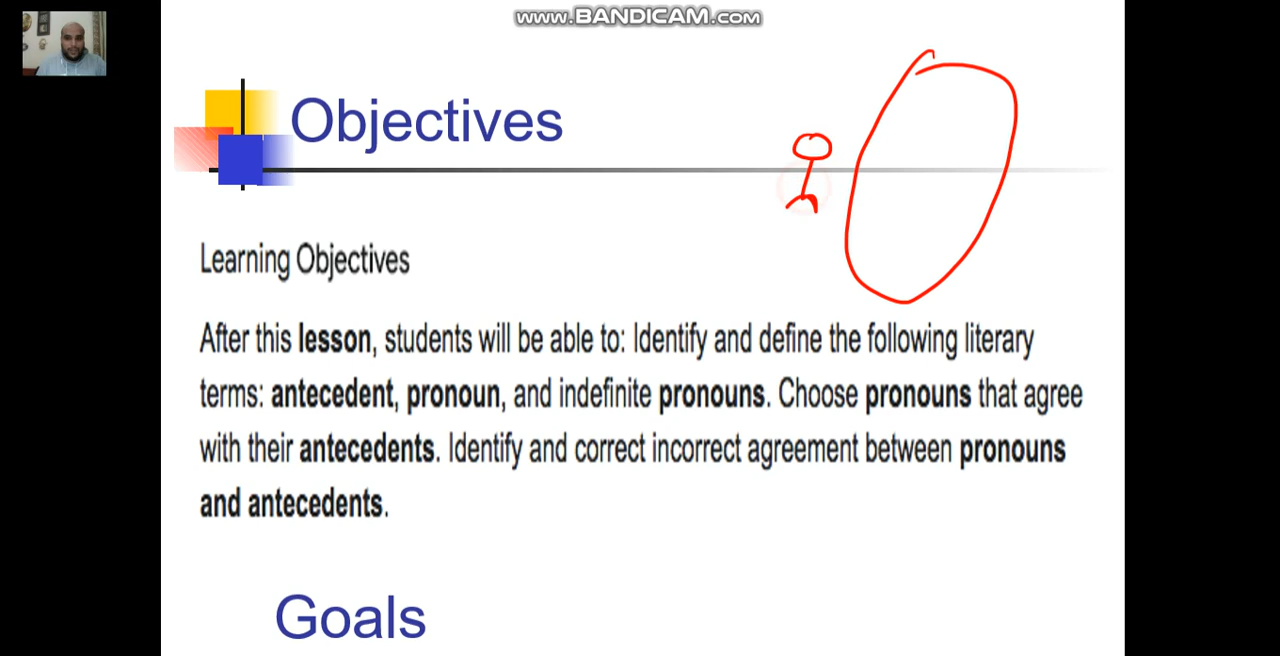 www.BANDICAM.com
Objectives
Learning Objectives
After this lesson, students will be able to: Identify and define the following literary
terms: antecedent, pronoun, and indefinite pronouns. Choose pronouns that agree
with their antecedents. Identify and correct incorrect agreement between pronouns
and antecedents.
Goals